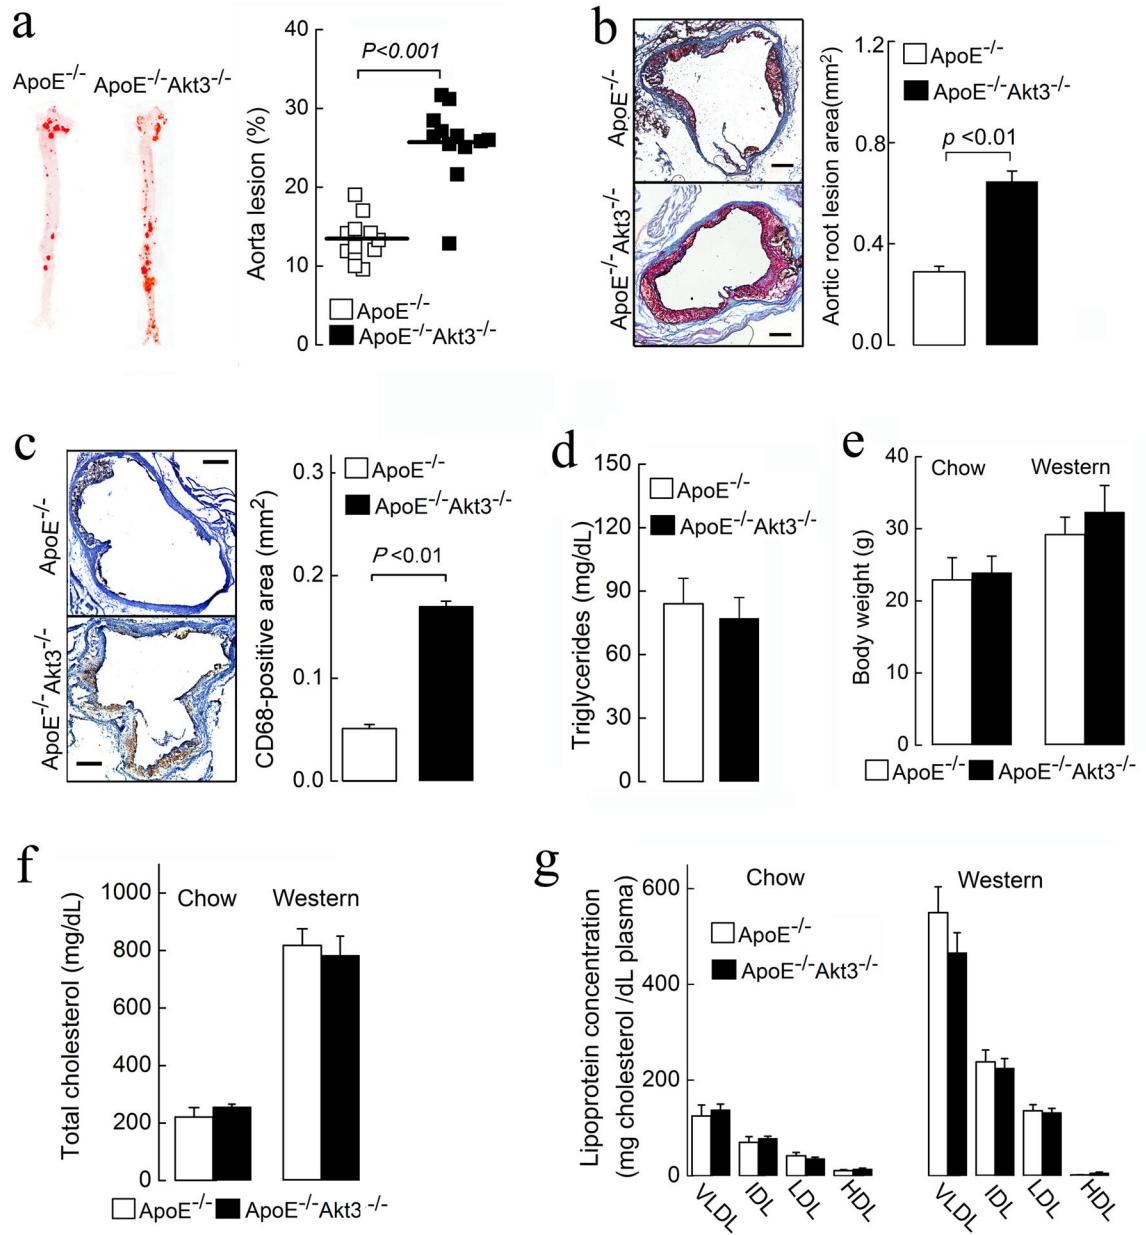 a
ApoE⁻/⁻ ApoE⁻/⁻Akt3⁻/⁻
Aorta lesion (%)
40
30
20
10
0
P<0.001
ApoE⁻/⁻
ApoE⁻/⁻Akt3⁻/⁻
b
ApoE⁻/⁻
ApoE⁻/⁻Akt3⁻/⁻
Aortic root lesion area(mm²)
1.2
0.8
0.4
0.0
ApoE⁻/⁻
ApoE⁻/⁻Akt3⁻/⁻
p <0.01
c
ApoE⁻/⁻
ApoE⁻/⁻Akt3⁻/⁻
CD68-positive area (mm²)
0.3
0.2
0.1
0.0
ApoE⁻/⁻
ApoE⁻/⁻Akt3⁻/⁻
P <0.01
d
Triglycerides (mg/dL)
150
120
90
60
30
0
ApoE⁻/⁻
ApoE⁻/⁻Akt3⁻/⁻
e
Body weight (g)
40
30
20
10
0
Chow Western
ApoE⁻/⁻ ApoE⁻/⁻Akt3⁻/⁻
f
Total cholesterol (mg/dL)
1000
800
600
400
200
0
Chow Western
ApoE⁻/⁻ ApoE⁻/⁻Akt3⁻/⁻
g
Lipoprotein concentration
(mg cholesterol /dL plasma)
600
400
200
0
Chow Western
ApoE⁻/⁻
ApoE⁻/⁻Akt3⁻/⁻
VLDL IDL LDL HDL VLDL IDL LDL HDL